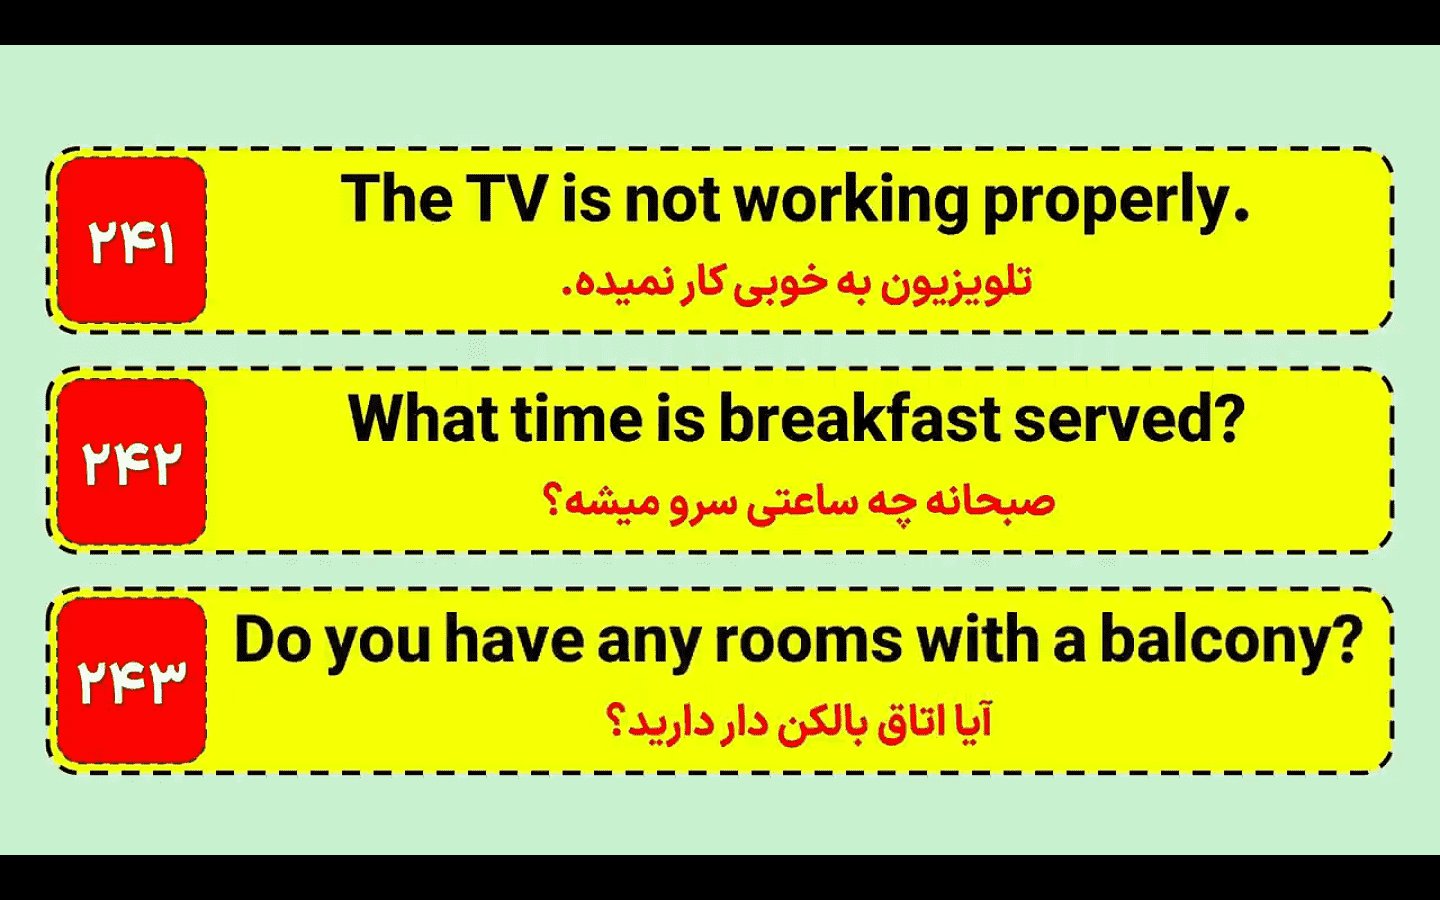 ۲۴۱
The TV is not working properly.
تلویزیون به خوبی کار نمیده.
۲۴۲
What time is breakfast served?
صبحانه چه ساعتی سرو میشه؟
۲۴۳
Do you have any rooms with a balcony?
آیا اتاق بالکن دار دارید؟